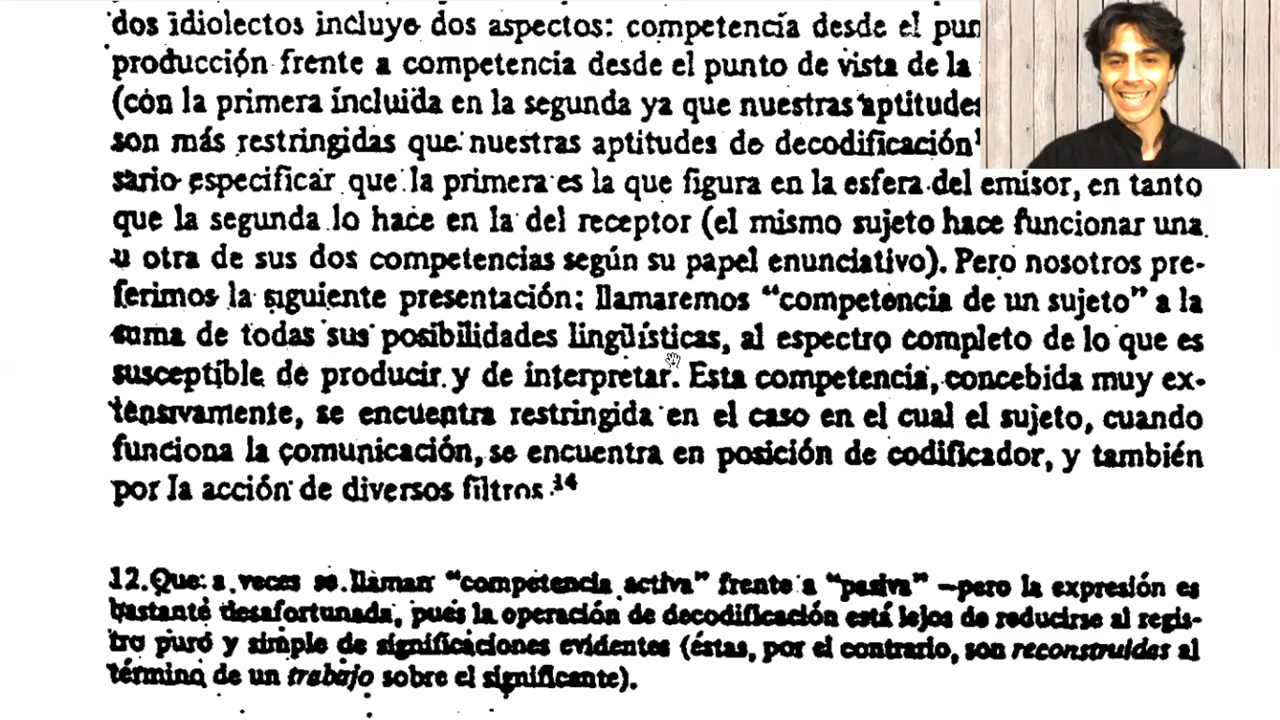 dos idiolectos incluye dos aspectos: competencia desde el pun
producción frente a competencia desde el punto de vista de la
(con la primera incluida en la segunda ya que nuestras aptitudes
son más restringidas que nuestras aptitudes de decodificación
sario especificar que la primera es la que figura en la esfera del emisor, en tanto
que la segunda lo hace en la del receptor (el mismo sujeto hace funcionar una
u otra de sus dos competencias según su papel enunciativo). Pero nosotros pre-
ferimos la siguiente presentación: llamaremos “competencia de un sujeto” a la
suma de todas sus posibilidades lingüísticas, al espectro completo de lo que es
susceptible de producir y de interpretar. Esta competencia, concebida muy ex-
tensivamente, se encuentra restringida en el caso en el cual el sujeto, cuando
funciona la comunicación, se encuentra en posición de codificador, y también
por la acción de diversos filtros.14
12. Que a veces se llaman “competencia activa” frente a “pasiva” —pero la expresión es
bastante desafortunada, pues la operación de decodificación está lejos de reducirse al regis-
tro puro y simple de significaciones evidentes (éstas, por el contrario, son reconstruidas al
término de un trabajo sobre el significante).